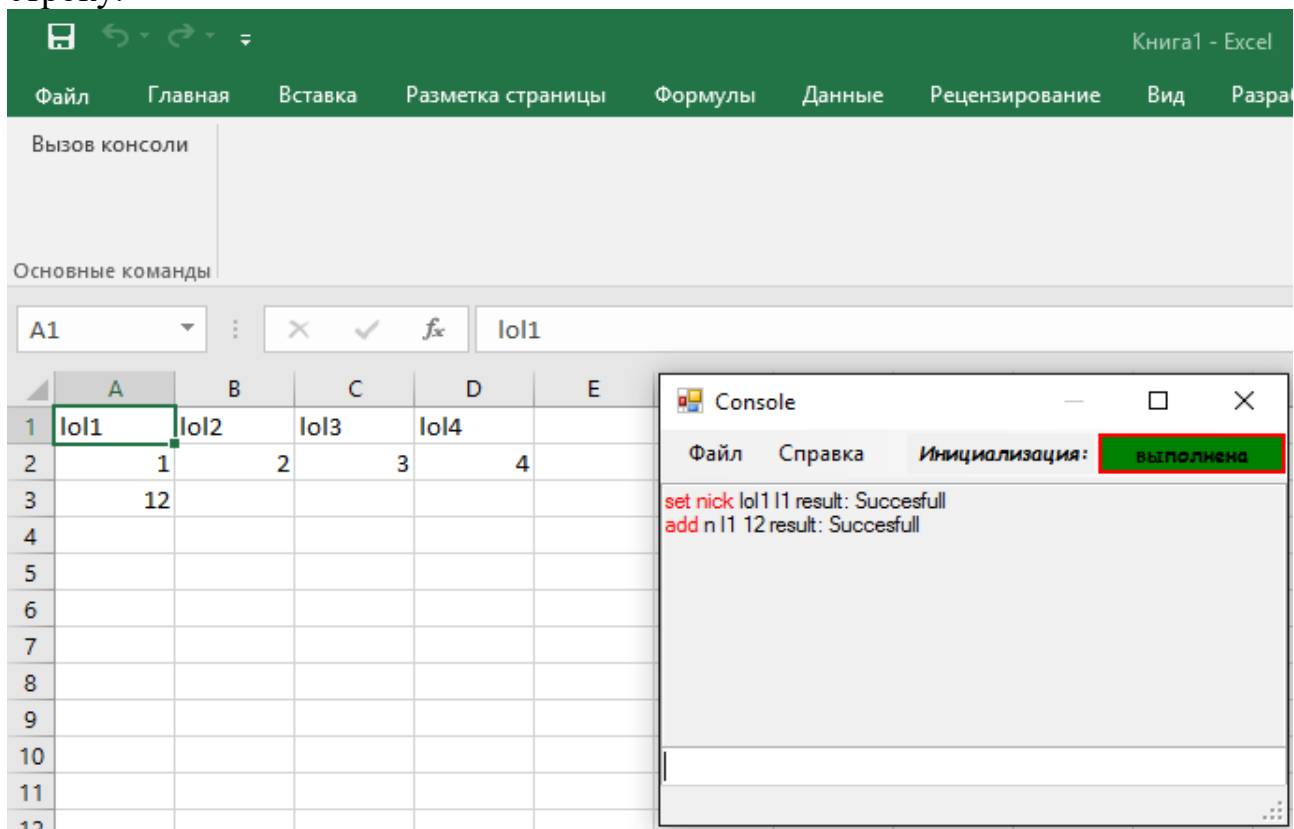 Книга1 - Excel
Файл Главная Вставка Разметка страницы Формулы Данные Рецензирование Вид
Вызов консоли
Основные команды
A1 fx lol1
A B C D E
1 lol1 lol2 lol3 lol4
2 1 2 3 4
3 12
4
5
6
7
8
9
10
11
Console
Файл Справка Инициализация: выполнена
set nick lol1 l1 result: Succesfull
add n l1 12 result: Succesfull